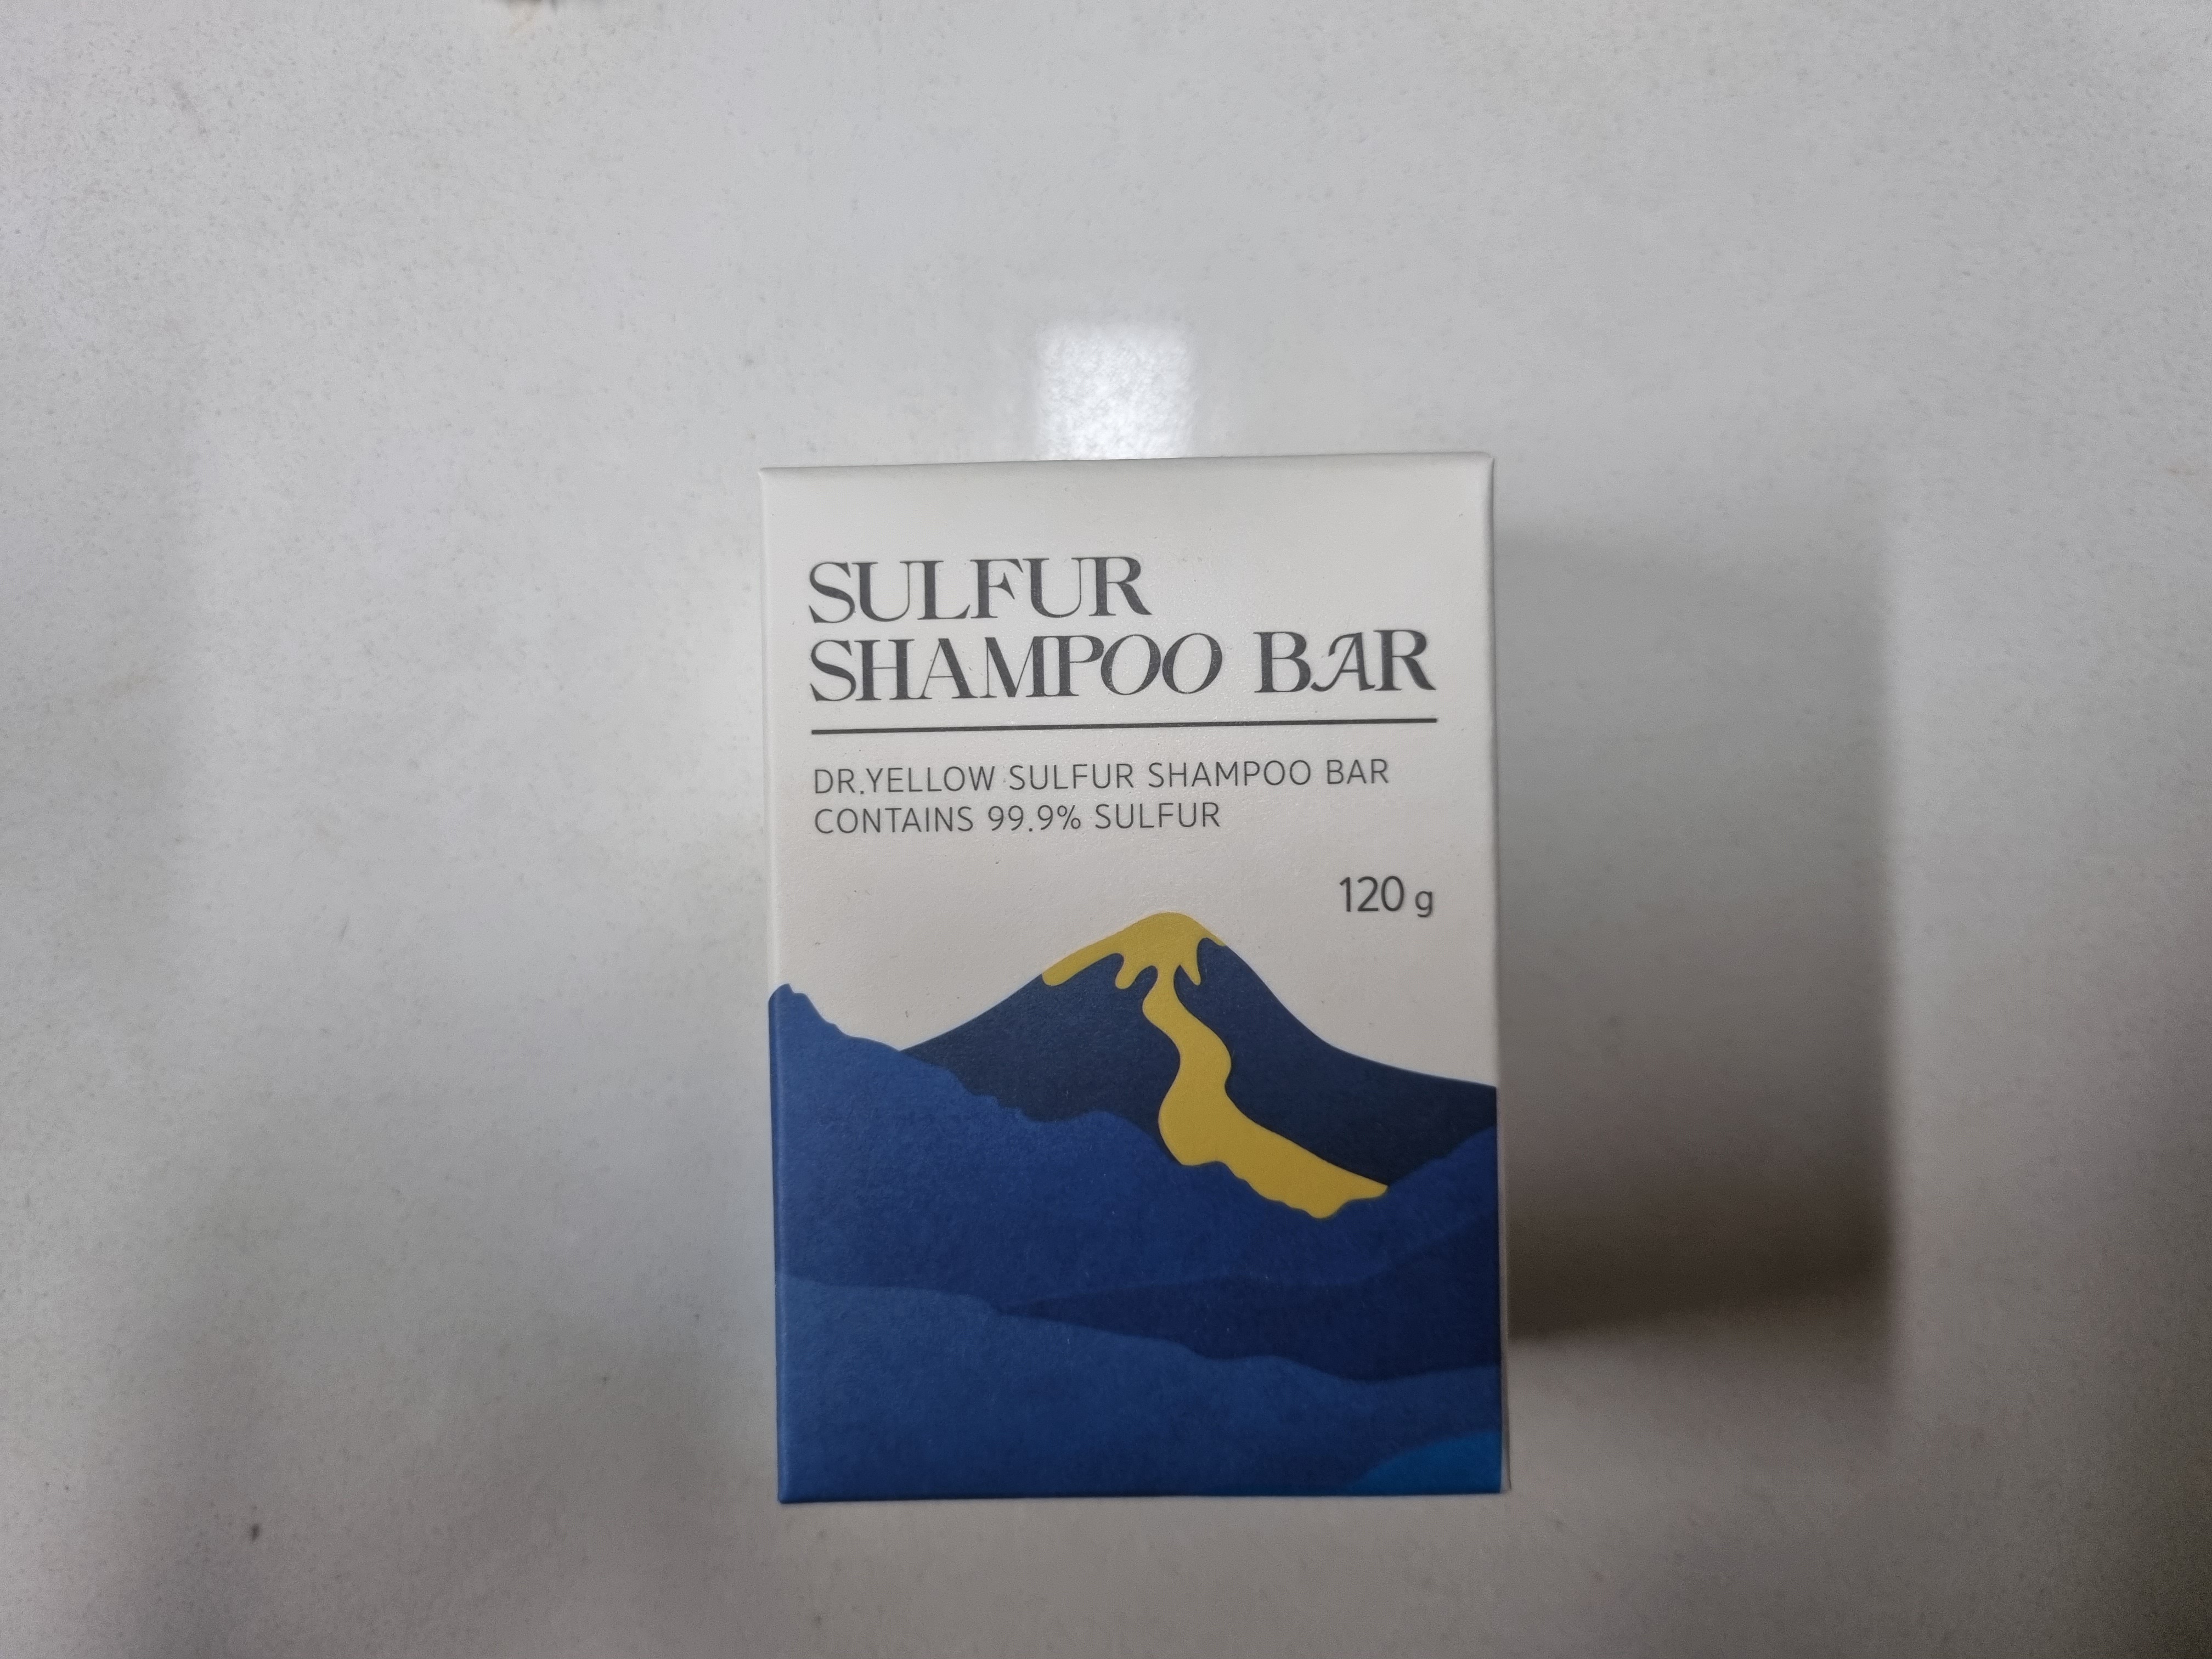 SULFUR
SHAMPOO BAR
DR.YELLOW SULFUR SHAMPOO BAR
CONTAINS 99.9% SULFUR
120 g